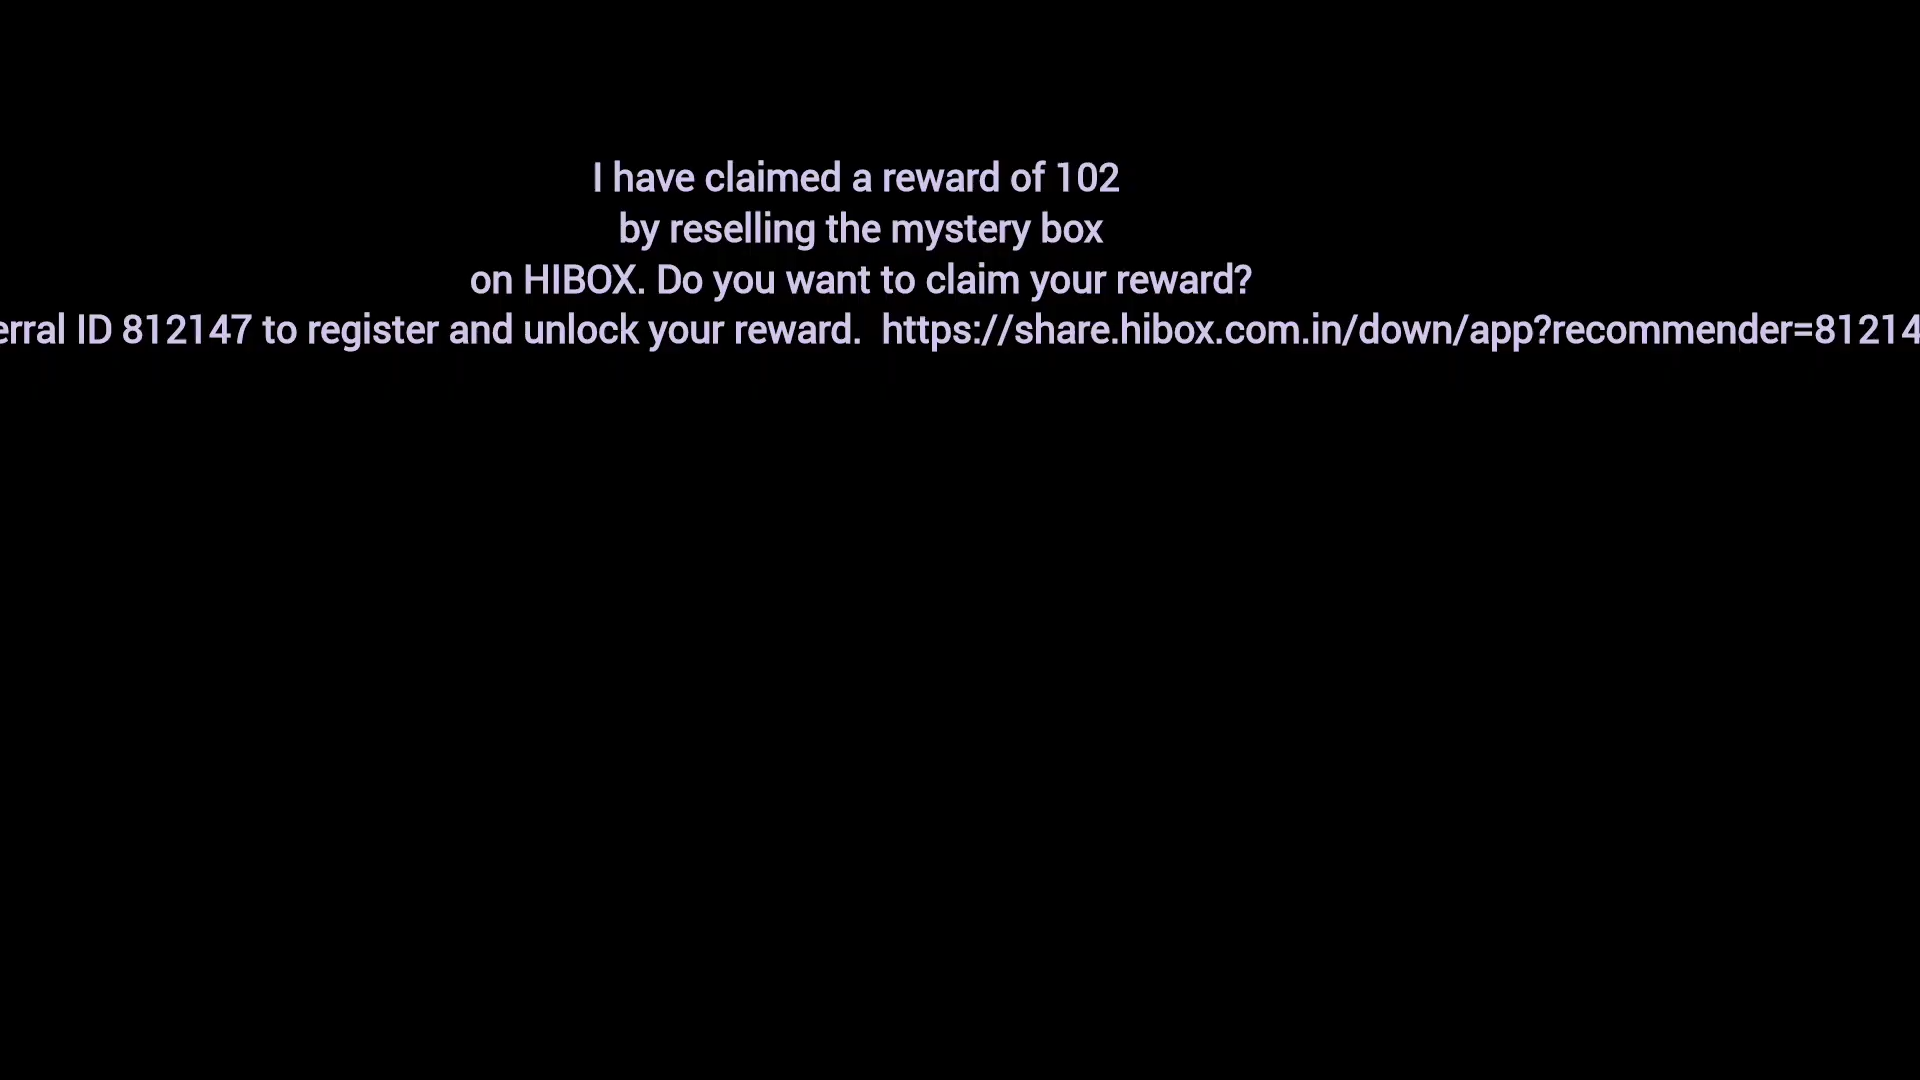 I have claimed a reward of 102
by reselling the mystery box
on HIBOX. Do you want to claim your reward?
erral ID 812147 to register and unlock your reward.  https://share.hibox.com.in/down/app?recommender=81214